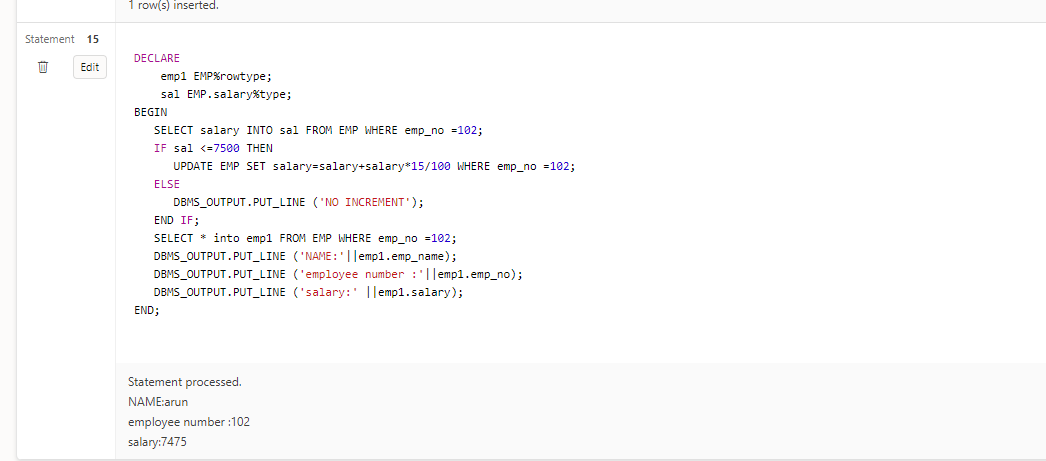 1 row(s) inserted.
Statement 15
Edit
DECLARE
emp1 EMP%rowtype;
sal EMP.salary%type;
BEGIN
SELECT salary INTO sal FROM EMP WHERE emp_no =102;
IF sal <=7500 THEN
UPDATE EMP SET salary=salary+salary*15/100 WHERE emp_no =102;
ELSE
DBMS_OUTPUT.PUT_LINE ('NO INCREMENT');
END IF;
SELECT * into emp1 FROM EMP WHERE emp_no =102;
DBMS_OUTPUT.PUT_LINE ('NAME:'||emp1.emp_name);
DBMS_OUTPUT.PUT_LINE ('employee number :'||emp1.emp_no);
DBMS_OUTPUT.PUT_LINE ('salary:' ||emp1.salary);
END;
Statement processed.
NAME:arun
employee number :102
salary:7475